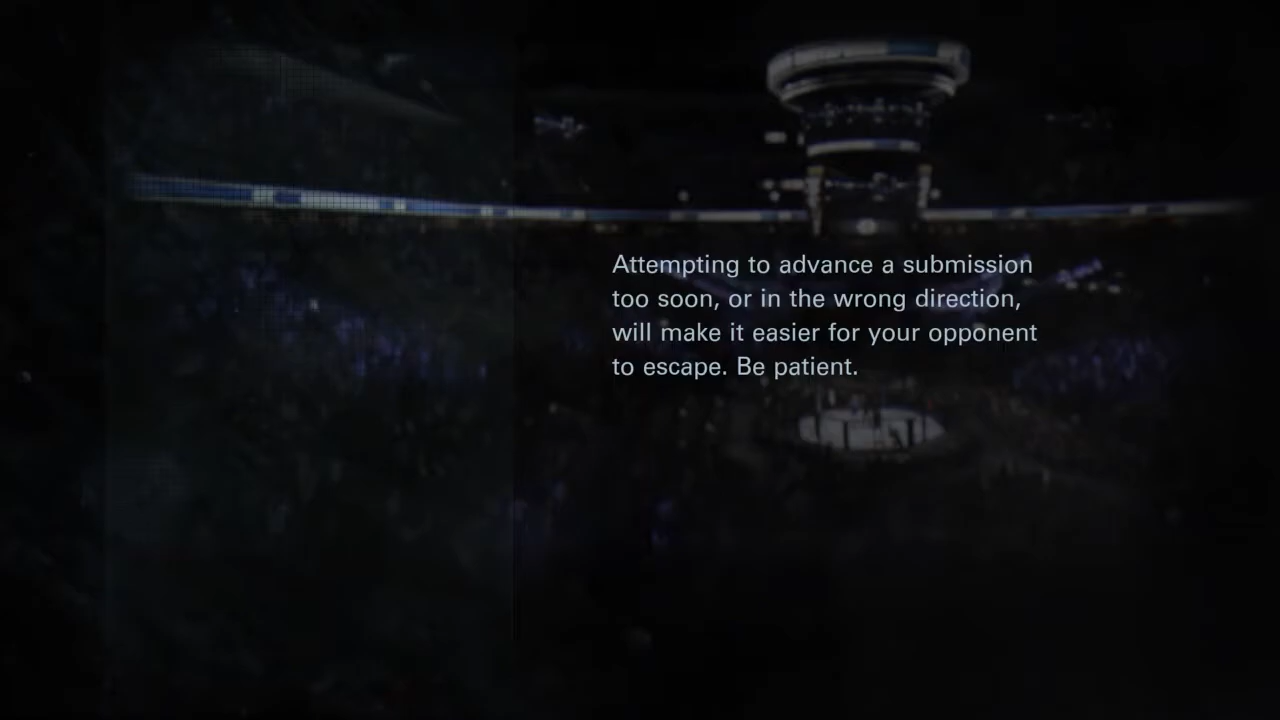 Attempting to advance a submission
too soon, or in the wrong direction,
will make it easier for your opponent
to escape. Be patient.